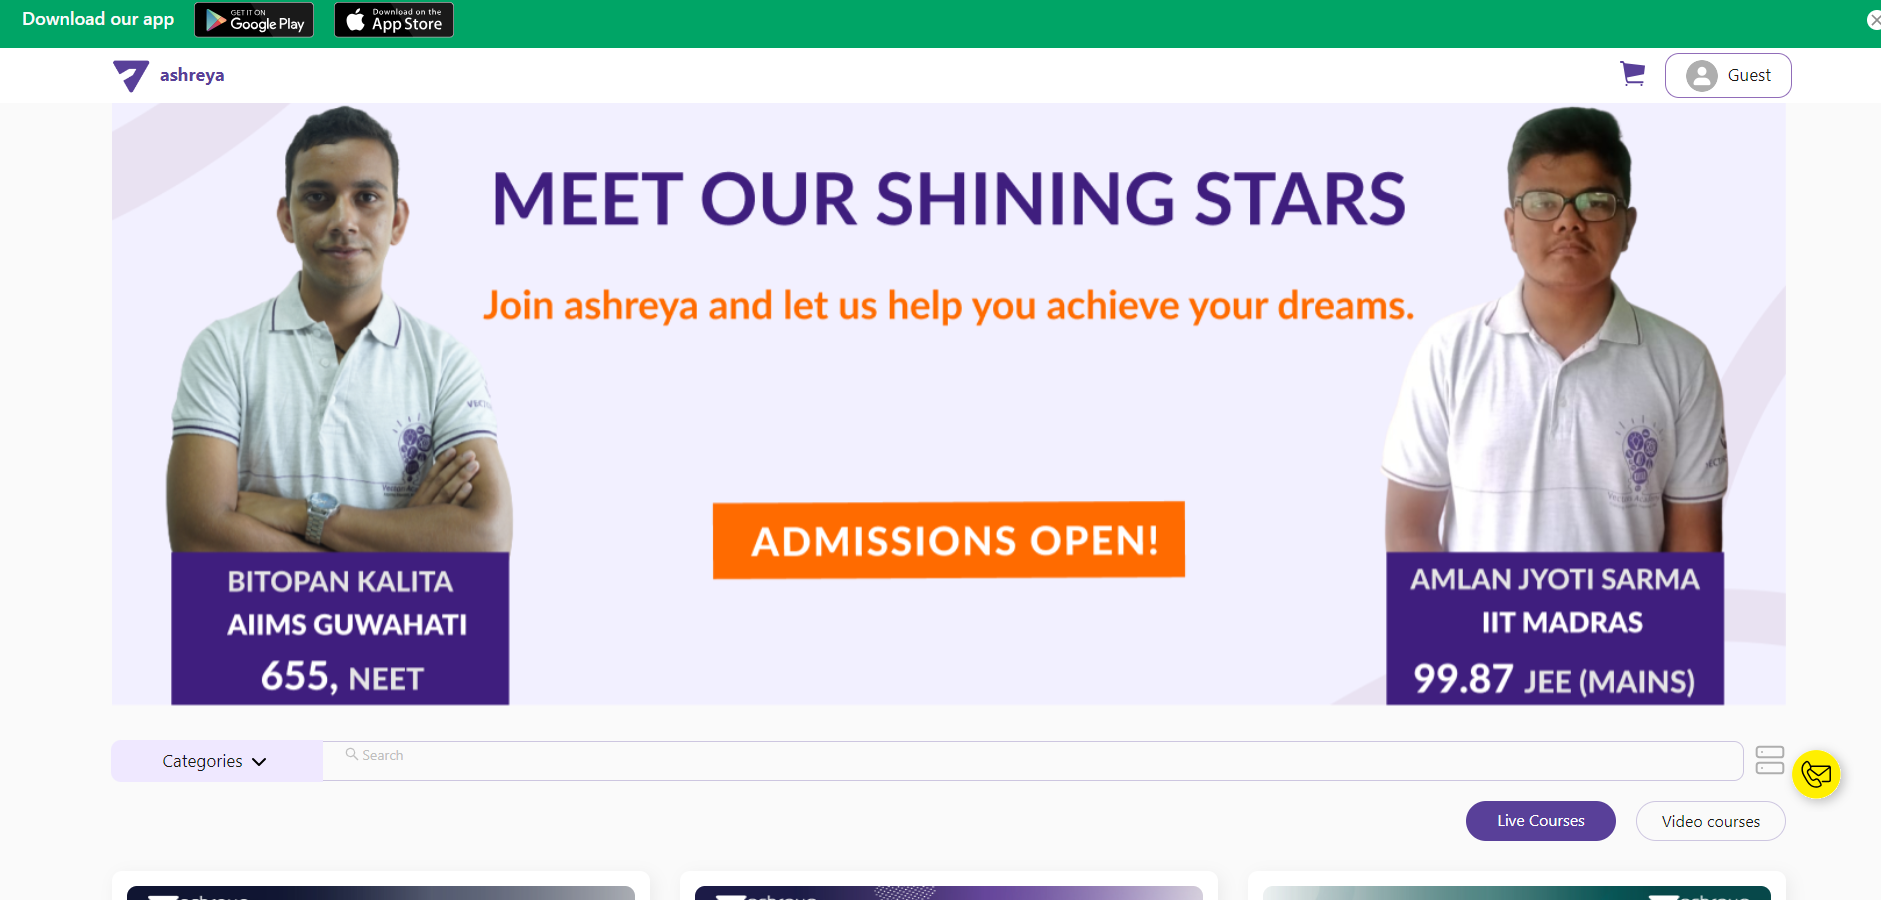 Download our app
GET IT ON
Google Play
Download on the
App Store
ashreya
Guest
MEET OUR SHINING STARS
Join ashreya and let us help you achieve your dreams.
ADMISSIONS OPEN!
BITOPAN KALITA
AIIMS GUWAHATI
655, NEET
AMLAN JYOTI SARMA
IIT MADRAS
99.87 JEE (MAINS)
Categories
Search
Live Courses
Video courses